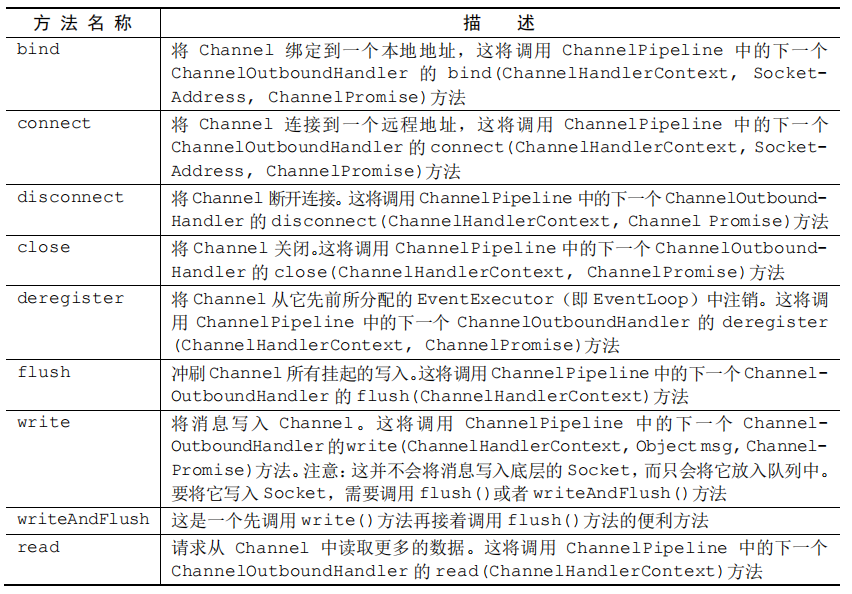 方 法 名 称 描 述
bind 将 Channel 绑定到一个本地地址，这将调用 ChannelPipeline 中的下一个
ChannelOutboundHandler 的 bind(ChannelHandlerContext, Socket-
Address, ChannelPromise)方法
connect 将 Channel 连接到一个远程地址，这将调用 ChannelPipeline 中的下一个
ChannelOutboundHandler 的 connect(ChannelHandlerContext, Socket-
Address, ChannelPromise)方法
disconnect 将 Channel 断开连接。这将调用 ChannelPipeline 中的下一个 ChannelOutbound-
Handler 的 disconnect(ChannelHandlerContext, Channel Promise)方法
close 将 Channel 关闭。这将调用 ChannelPipeline 中的下一个 ChannelOutbound-
Handler 的 close(ChannelHandlerContext, ChannelPromise)方法
deregister 将 Channel 从它先前所分配的 EventExecutor（即 EventLoop）中注销。这将调
用 ChannelPipeline 中的下一个 ChannelOutboundHandler 的 deregister
(ChannelHandlerContext, ChannelPromise)方法
flush 冲刷 Channel 所有挂起的写入。这将调用 ChannelPipeline 中的下一个 Channel-
OutboundHandler 的 flush(ChannelHandlerContext)方法
write 将消息写入 Channel。这将调用 ChannelPipeline 中的下一个 Channel-
OutboundHandler 的write(ChannelHandlerContext, Object msg, Channel-
Promise)方法。注意：这并不会将消息写入底层的 Socket，而只会将它放入队列中。
要将它写入 Socket，需要调用 flush()或者 writeAndFlush()方法
writeAndFlush 这是一个先调用 write()方法再接着调用 flush()方法的便利方法
read 请求从 Channel 中读取更多的数据。这将调用 ChannelPipeline 中的下一个
ChannelOutboundHandler 的 read(ChannelHandlerContext)方法